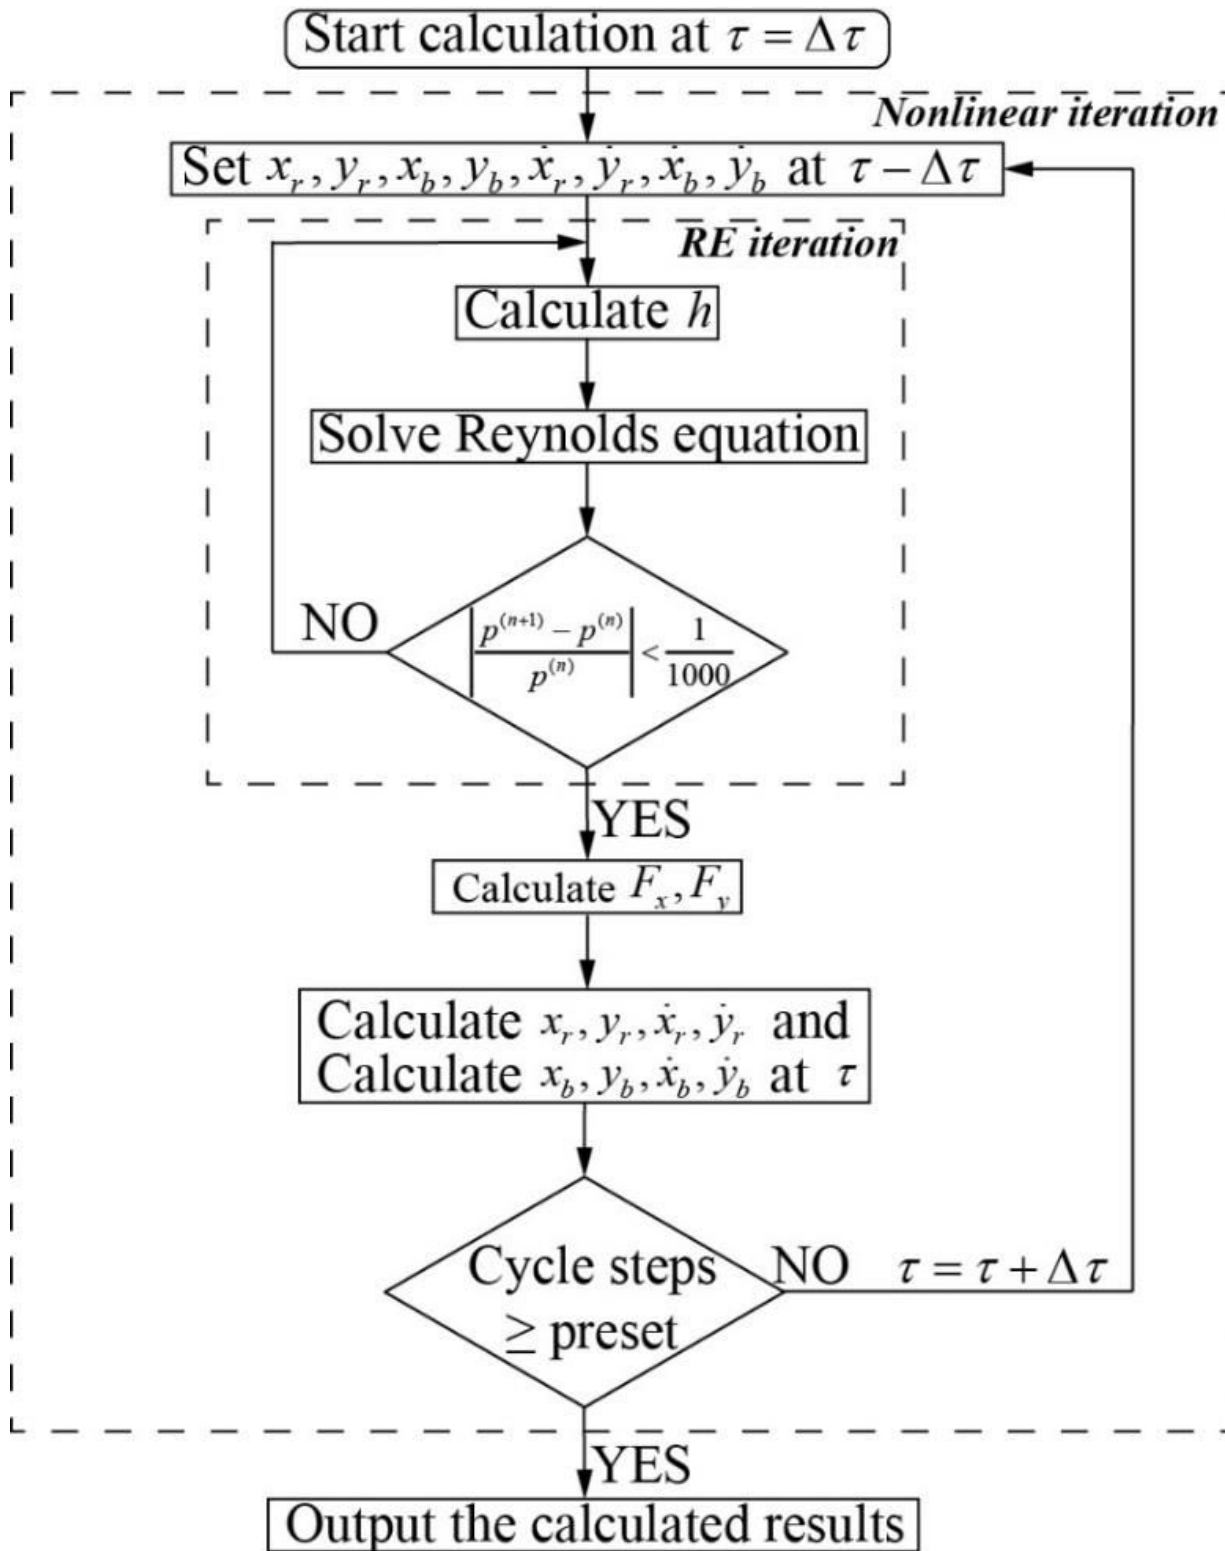 Start calculation at τ = Δτ
Nonlinear iteration
Set x_r, y_r, x_b, y_b, ẋ_r, ẏ_r, ẋ_b, ẏ_b at τ − Δτ
RE iteration
Calculate h
Solve Reynolds equation
NO
|(p^(n+1) − p^(n)) / p^(n)| < 1/1000
YES
Calculate F_x, F_y
Calculate x_r, y_r, ẋ_r, ẏ_r and
Calculate x_b, y_b, ẋ_b, ẏ_b at τ
Cycle steps
≥ preset
NO τ = τ + Δτ
YES
Output the calculated results